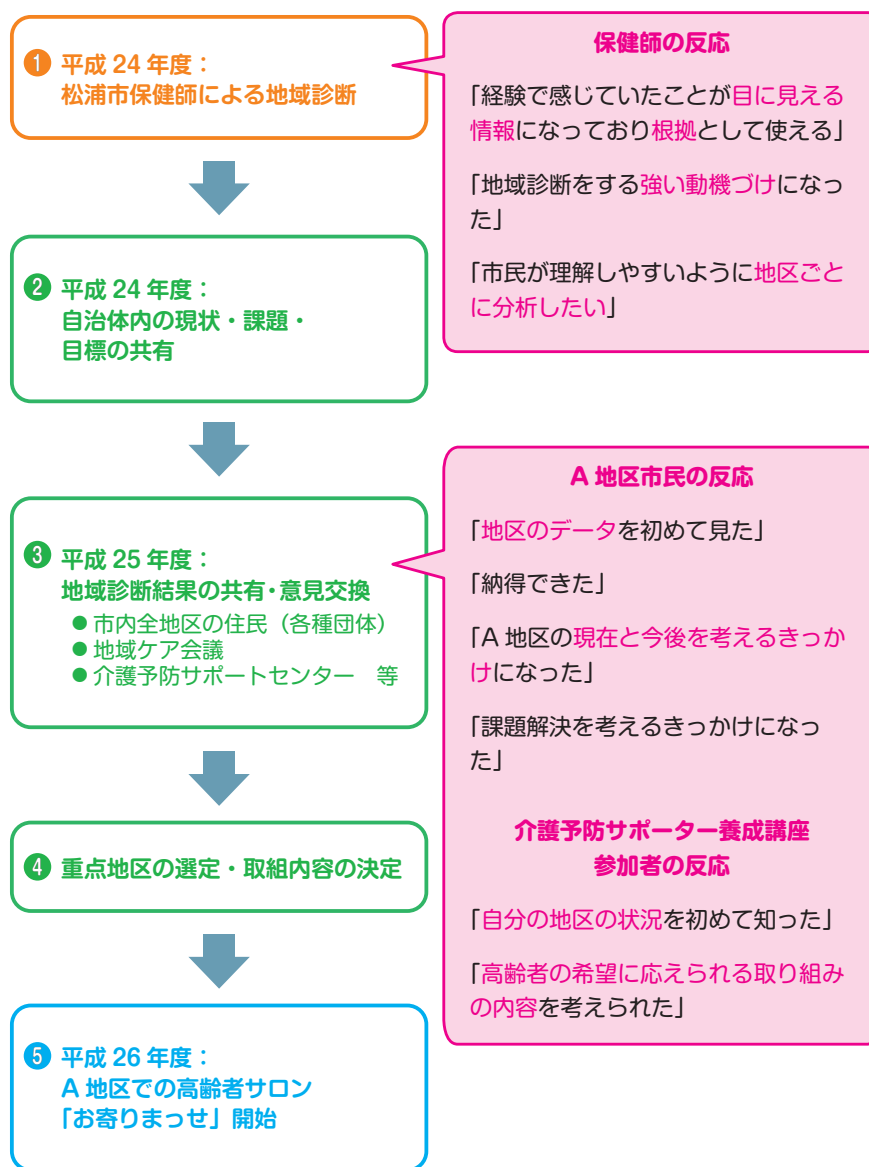 ❶ 平成 24 年度：
松浦市保健師による地域診断
保健師の反応
「経験で感じていたことが目に見える
情報になっており根拠として使える」
「地域診断をする強い動機づけになっ
た」
「市民が理解しやすいように地区ごと
に分析したい」
❷ 平成 24 年度：
自治体内の現状・課題・
目標の共有
❸ 平成 25 年度：
地域診断結果の共有・意見交換
● 市内全地区の住民（各種団体）
● 地域ケア会議
● 介護予防サポートセンター　等
A 地区市民の反応
「地区のデータを初めて見た」
「納得できた」
「A 地区の現在と今後を考えるきっか
けになった」
「課題解決を考えるきっかけになっ
た」
介護予防サポーター養成講座
参加者の反応
「自分の地区の状況を初めて知った」
「高齢者の希望に応えられる取り組み
の内容を考えられた」
❹ 重点地区の選定・取組内容の決定
❺ 平成 26 年度：
A 地区での高齢者サロン
「お寄りまっせ」開始